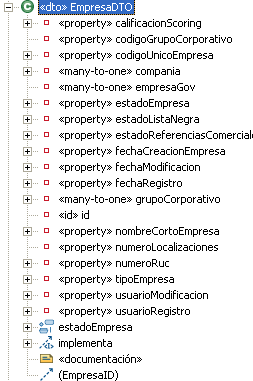 «dto» EmpresaDTO
«property» calificacionScoring
«property» codigoGrupoCorporativo
«property» codigoUnicoEmpresa
«many-to-one» compania
«many-to-one» empresaGov
«property» estadoEmpresa
«property» estadoListaNegra
«property» estadoReferenciasComerciale
«property» fechaCreacionEmpresa
«property» fechaModificacion
«property» fechaRegistro
«many-to-one» grupoCorporativo
«id» id
«property» nombreCortoEmpresa
«property» numeroLocalizaciones
«property» numeroRuc
«property» tipoEmpresa
«property» usuarioModificacion
«property» usuarioRegistro
estadoEmpresa
implementa
«documentación»
(EmpresaID)